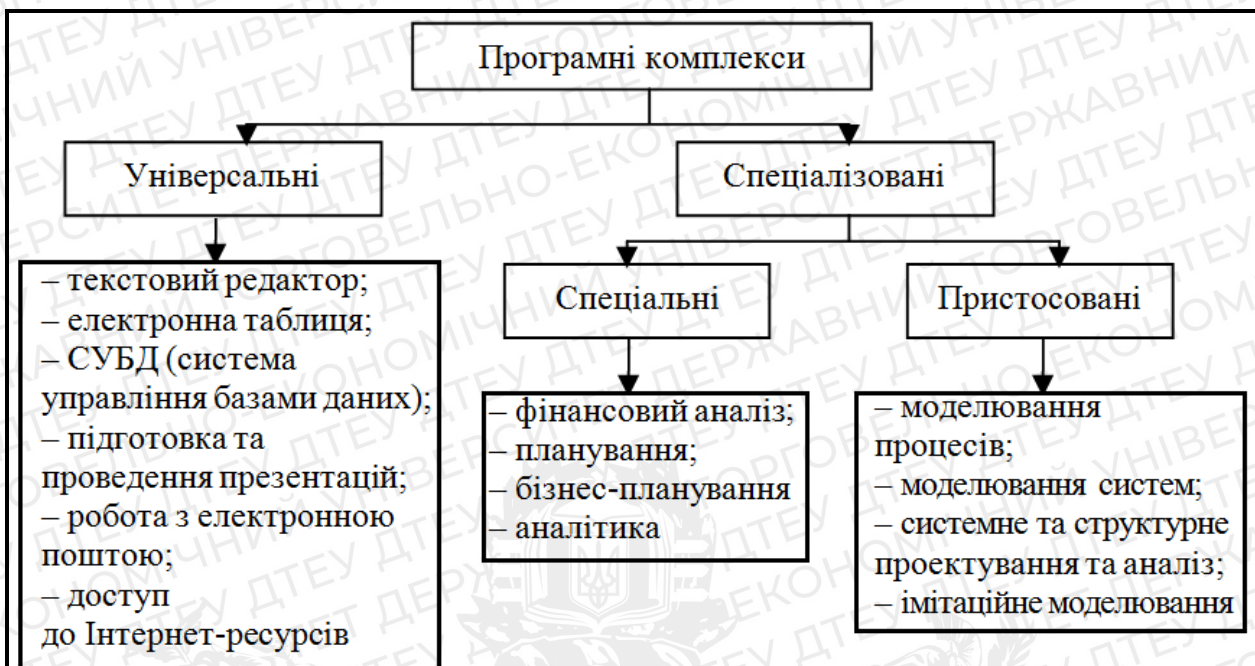 Програмні комплекси
Універсальні
Спеціалізовані
– текстовий редактор;
– електронна таблиця;
– СУБД (система
управління базами даних);
– підготовка та
проведення презентацій;
– робота з електронною
поштою;
– доступ
до Інтернет-ресурсів
Спеціальні
Пристосовані
– фінансовий аналіз;
– планування;
– бізнес-планування
– аналітика
– моделювання
процесів;
– моделювання систем;
– системне та структурне
проектування та аналіз;
– імітаційне моделювання